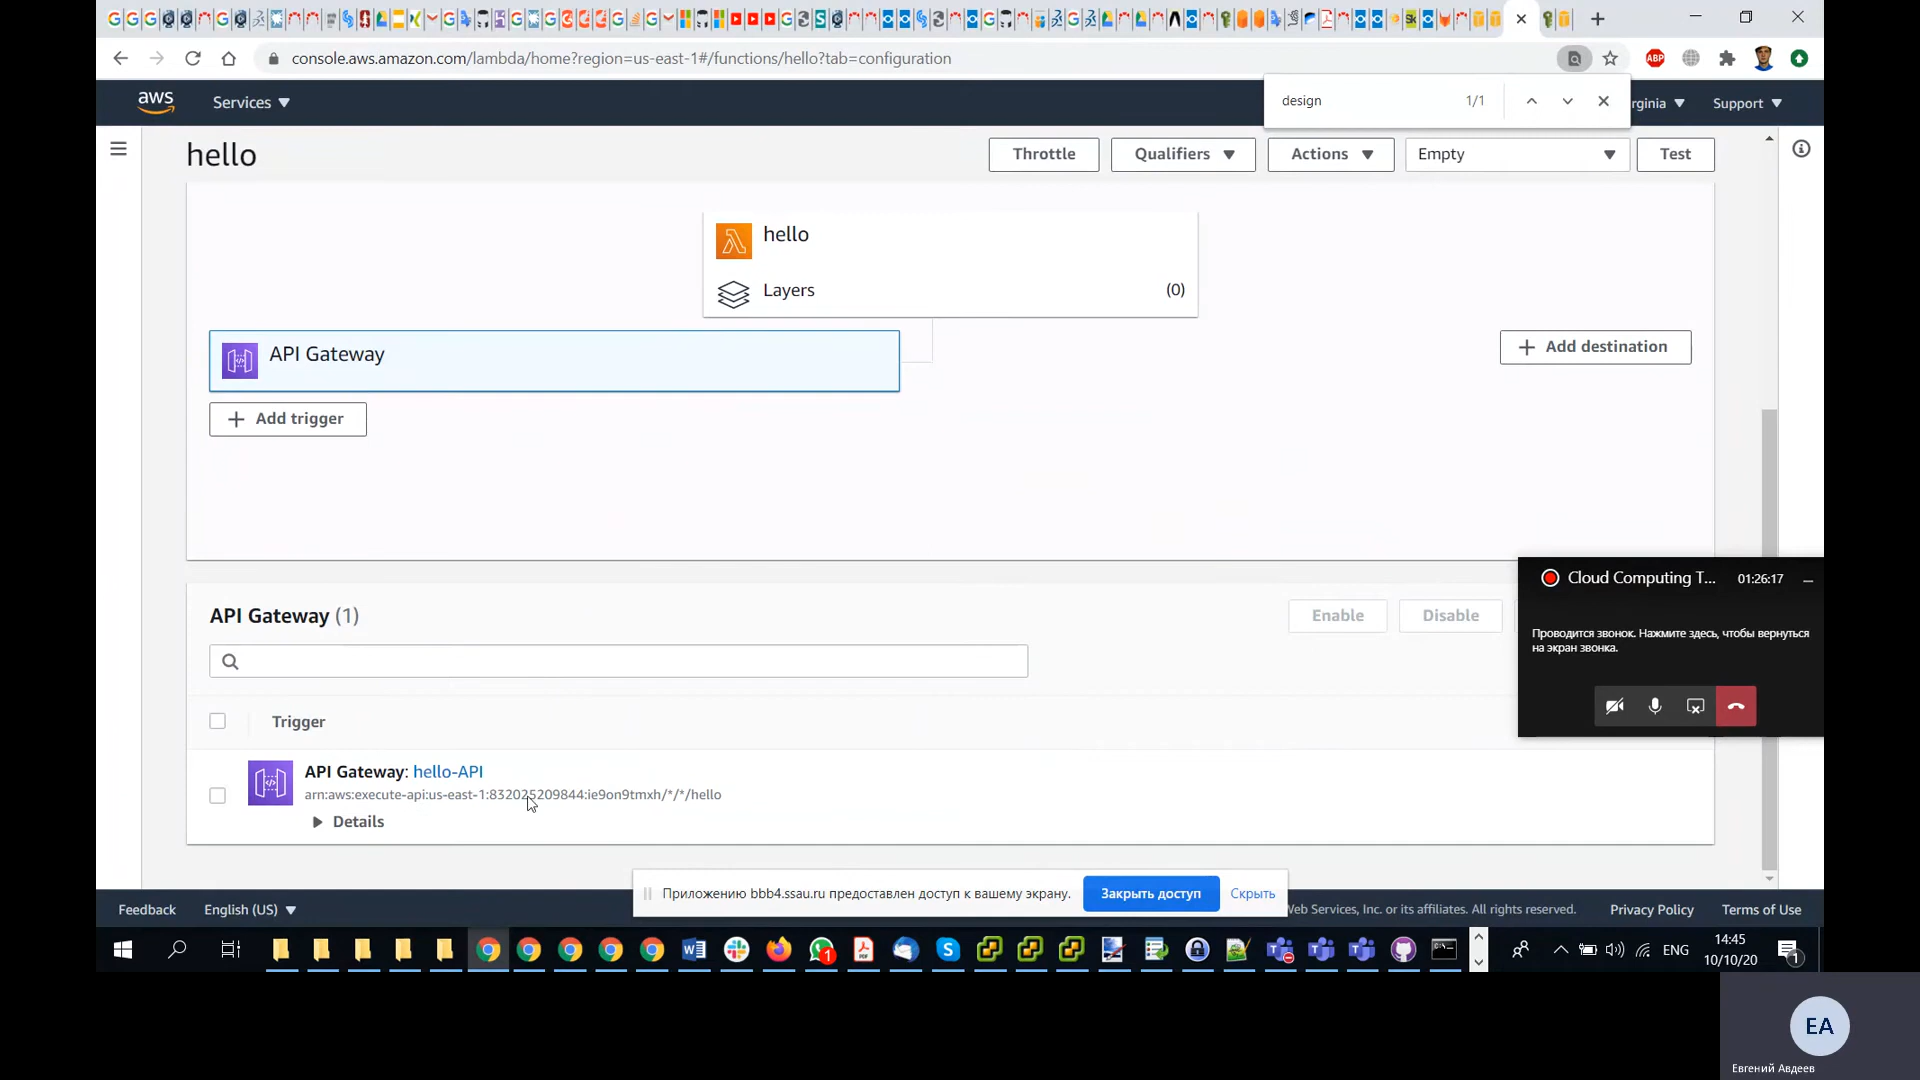 console.aws.amazon.com/lambda/home?region=us-east-1#/functions/hello?tab=configuration
ABP
design 1/1
aws Services rginia Support
hello Throttle Qualifiers Actions Empty Test
hello
Layers (0)
API Gateway
Add destination
Add trigger
Cloud Computing T... 01:26:17
API Gateway (1) Enable Disable
Проводится звонок. Нажмите здесь, чтобы вернуться
на экран звонка.
Trigger
API Gateway: hello-API
arn:aws:execute-api:us-east-1:832025209844:ie9on9tmxh/*/*/hello
Details
Приложению bbb4.ssau.ru предоставлен доступ к вашему экрану. Закрыть доступ Скрыть
Feedback English (US) Web Services, Inc. or its affiliates. All rights reserved. Privacy Policy Terms of Use
ENG 14:45
10/10/20
1
1
EA
Евгений Авдеев